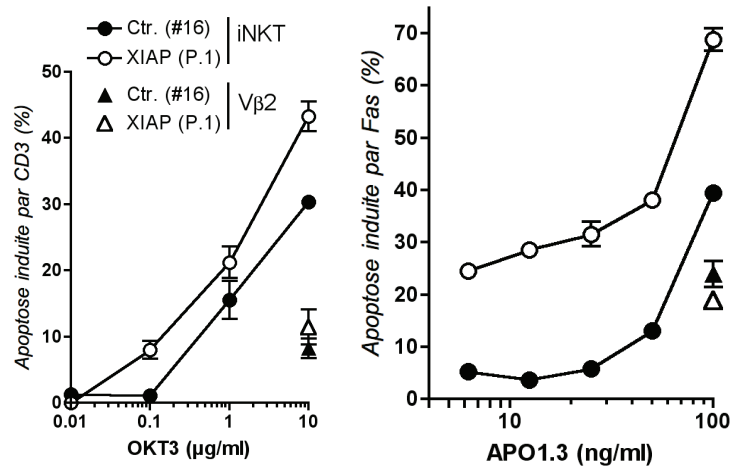 Ctr. (#16)
XIAP (P.1)
iNKT
Ctr. (#16)
XIAP (P.1)
Vβ2
Apoptose induite par CD3 (%)
50
40
30
20
10
0
0.01 0.1 1 10
OKT3 (µg/ml)
Apoptose induite par Fas (%)
70
60
50
40
30
20
10
0
10 100
APO1.3 (ng/ml)